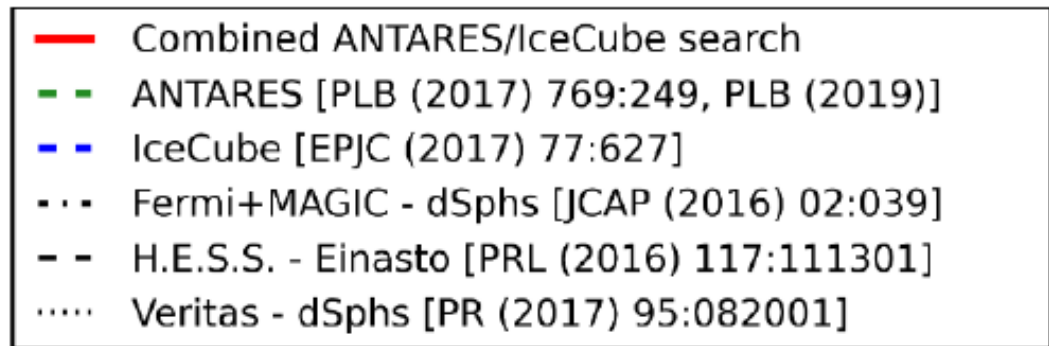 Combined ANTARES/IceCube search
ANTARES [PLB (2017) 769:249, PLB (2019)]
IceCube [EPJC (2017) 77:627]
Fermi+MAGIC - dSphs [JCAP (2016) 02:039]
H.E.S.S. - Einasto [PRL (2016) 117:111301]
Veritas - dSphs [PR (2017) 95:082001]